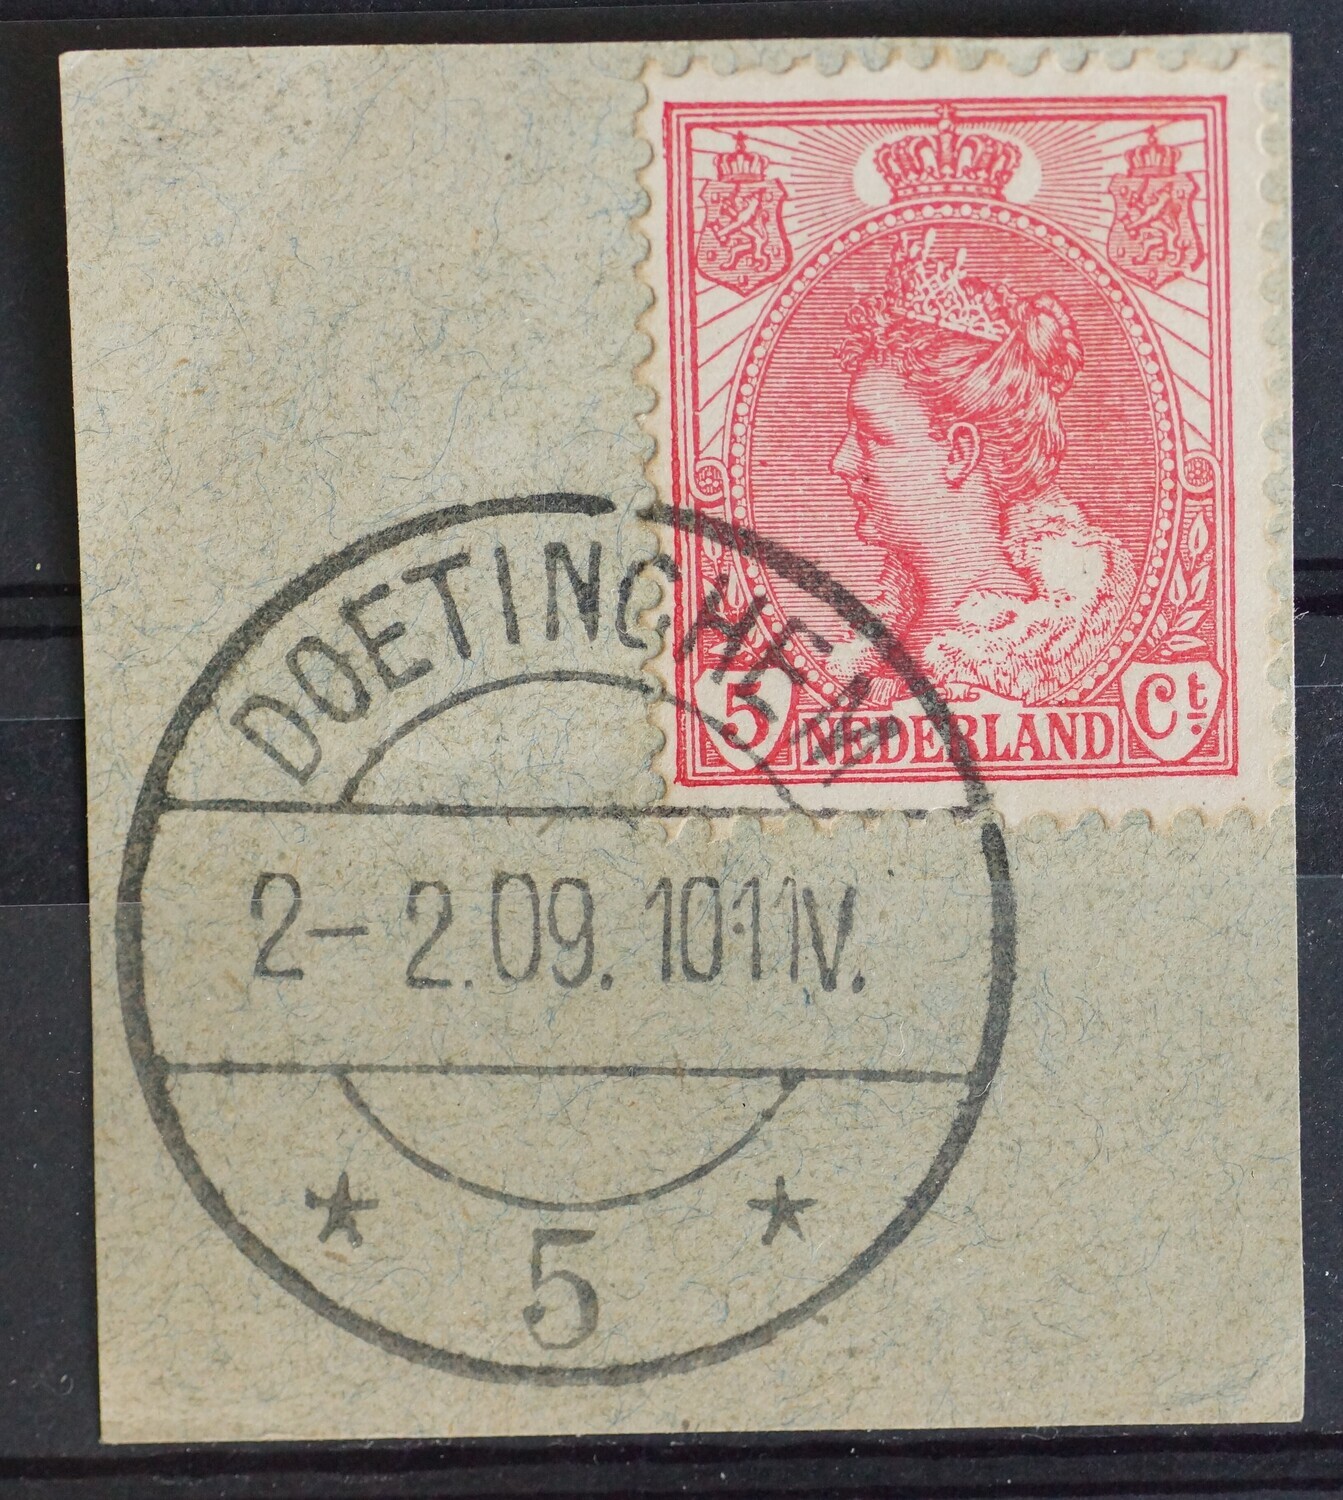 5 NEDERLAND Ct
DOETINCHEM
2- 2.09. 10-11V.
* 5 *